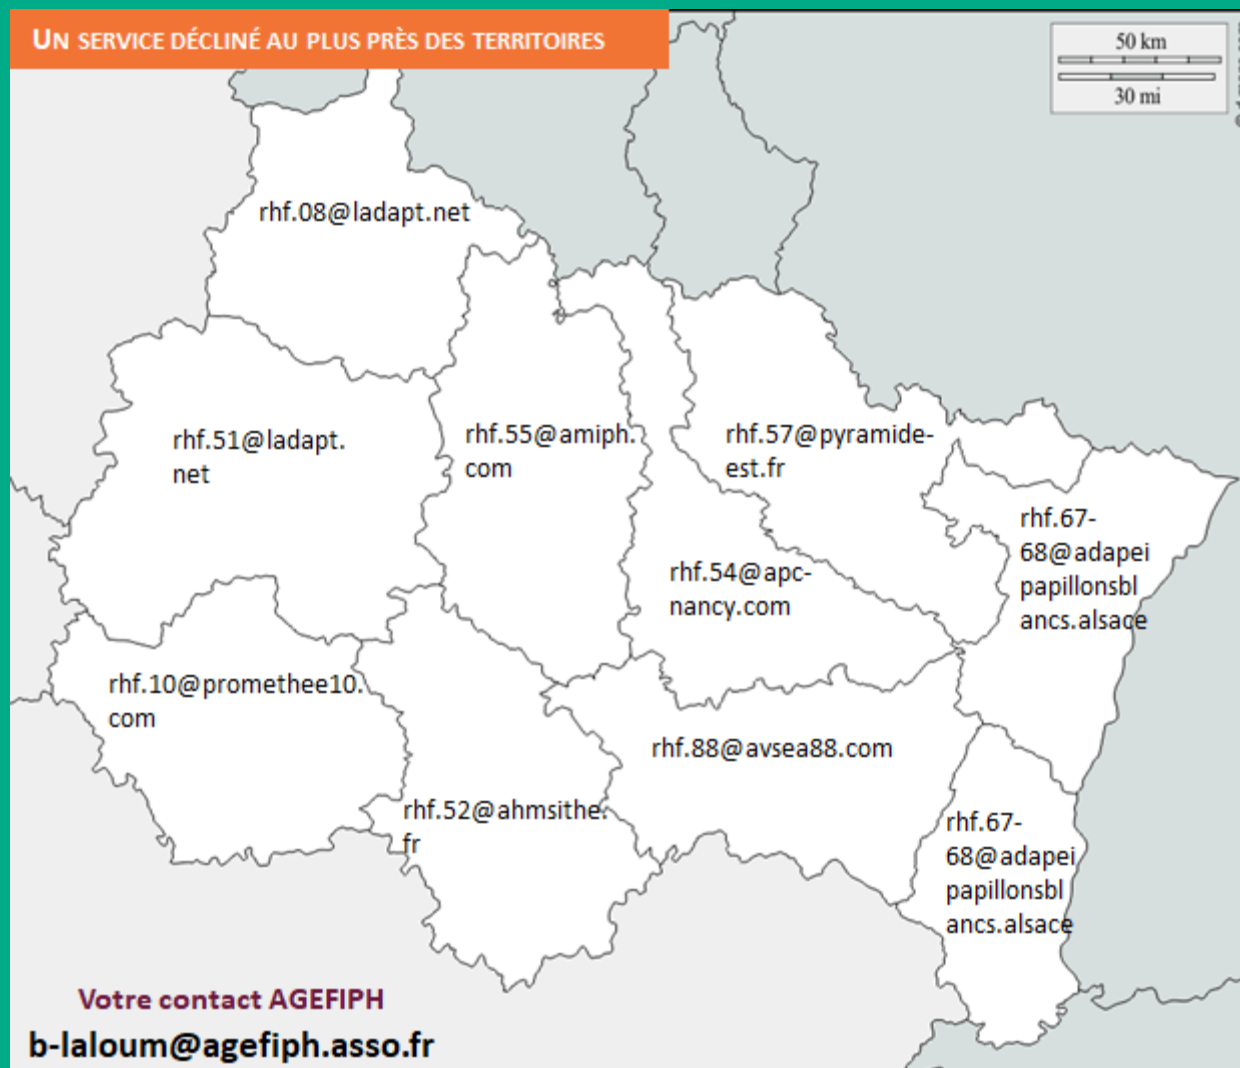 UN SERVICE DÉCLINÉ AU PLUS PRÈS DES TERRITOIRES
50 km
30 mi
rhf.08@ladapt.net
rhf.51@ladapt.
net
rhf.55@amiph.
com
rhf.57@pyramide-
est.fr
rhf.67-
68@adapei
papillonsbl
ancs.alsace
rhf.54@apc-
nancy.com
rhf.10@promethee10.
com
rhf.88@avsea88.com
rhf.52@ahmsithe.
fr
rhf.67-
68@adapei
papillonsbl
ancs.alsace
Votre contact AGEFIPH
b-laloum@agefiph.asso.fr